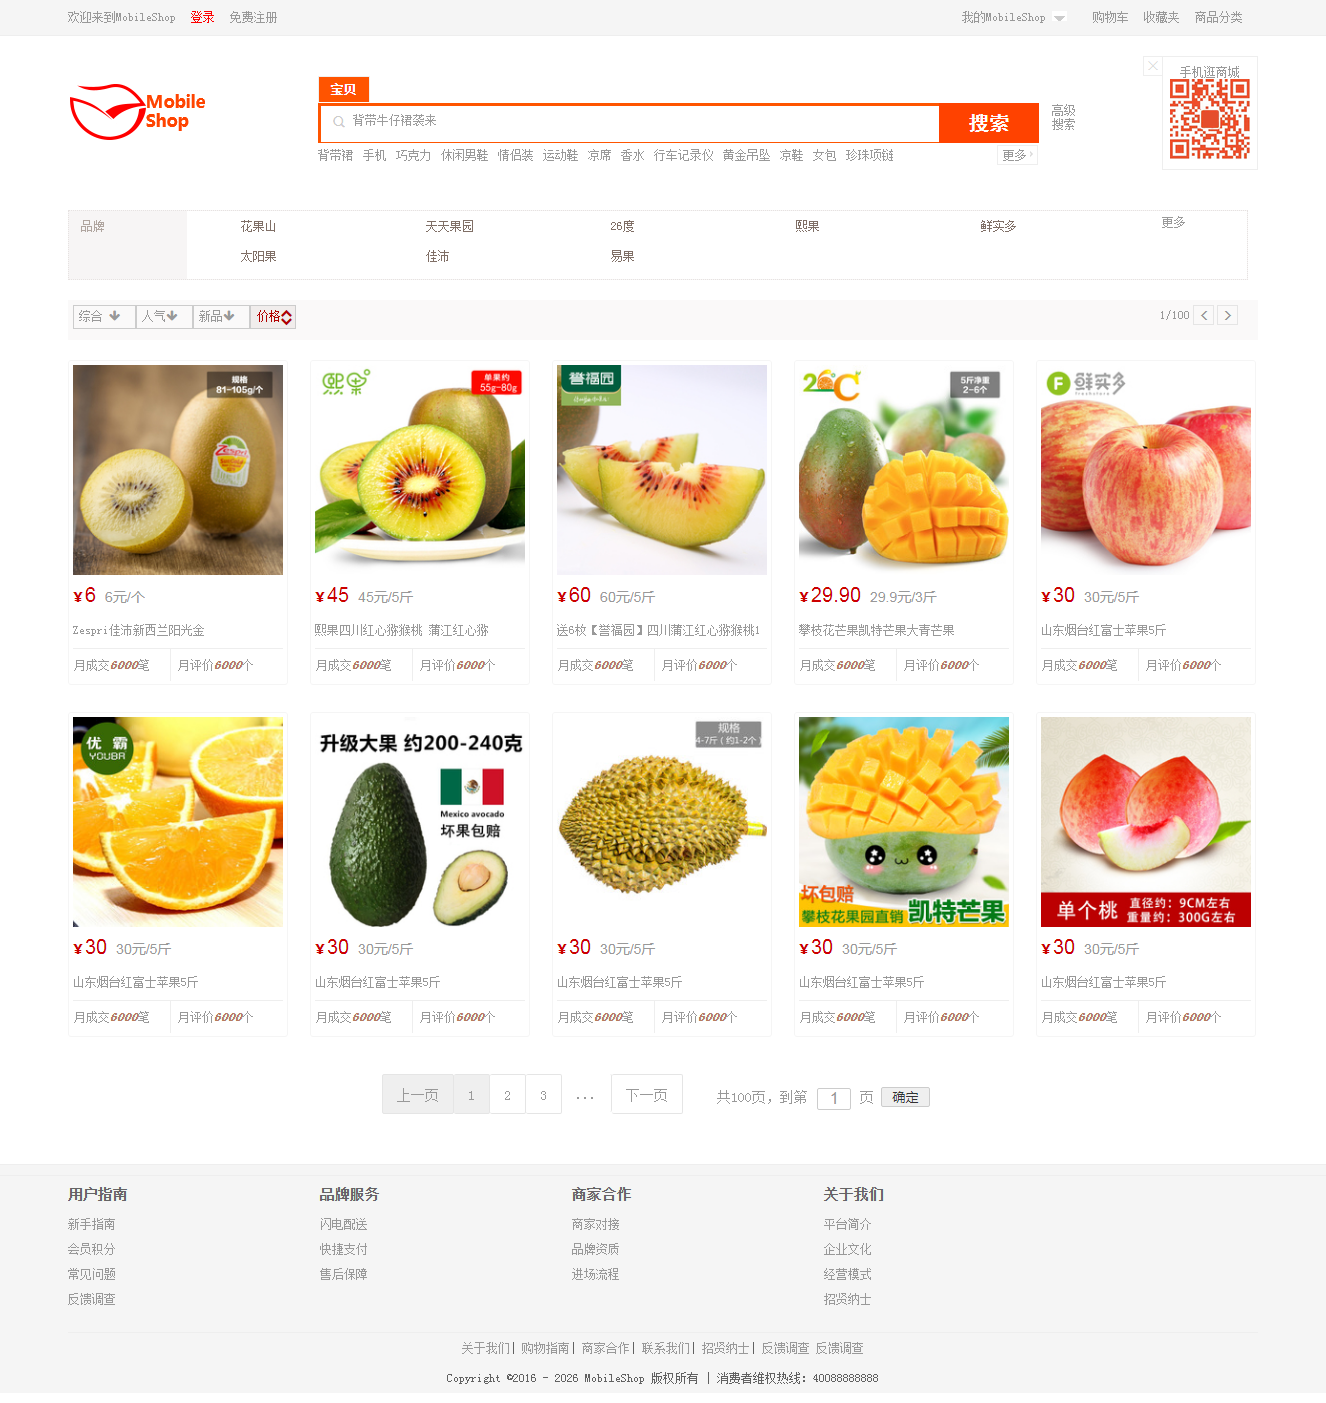 欢迎来到MobileShop 登录 免费注册
我的MobileShop 购物车 收藏夹 商品分类
Mobile
Shop
宝贝
背带牛仔裙袭来
搜索
高级
搜索
手机逛商城
背带裙 手机 巧克力 休闲男鞋 情侣装 运动鞋 凉席 香水 行车记录仪 黄金吊坠 凉鞋 女包 珍珠项链
更多
品牌
花果山 天天果园 26度 熙果 鲜实多
更多
太阳果 佳沛 易果
综合 人气 新品 价格
1/100
规格
81-105g/个
Zespri
¥6 6元/个
Zespri佳沛新西兰阳光金
月成交6000笔 月评价6000个
熙果
单果约
55g-80g
¥45 45元/5斤
熙果四川红心猕猴桃 蒲江红心猕
月成交6000笔 月评价6000个
誉福园
¥60 60元/5斤
送6枚【誉福园】四川蒲江红心猕猴桃1
月成交6000笔 月评价6000个
26℃
5斤净重
2-6个
¥29.90 29.9元/3斤
攀枝花芒果凯特芒果大青芒果
月成交6000笔 月评价6000个
F 鲜实多
¥30 30元/5斤
山东烟台红富士苹果5斤
月成交6000笔 月评价6000个
优霸
YOUBA
¥30 30元/5斤
山东烟台红富士苹果5斤
月成交6000笔 月评价6000个
升级大果 约200-240克
Mexico avocado
坏果包赔
¥30 30元/5斤
山东烟台红富士苹果5斤
月成交6000笔 月评价6000个
规格
4-7斤（约1-2个）
¥30 30元/5斤
山东烟台红富士苹果5斤
月成交6000笔 月评价6000个
坏包赔
攀枝花果园直销 凯特芒果
¥30 30元/5斤
山东烟台红富士苹果5斤
月成交6000笔 月评价6000个
单个桃
直径约：9CM左右
重量约：300G左右
¥30 30元/5斤
山东烟台红富士苹果5斤
月成交6000笔 月评价6000个
上一页 1 2 3 ... 下一页 共100页，到第 1 页 确定
用户指南
新手指南
会员积分
常见问题
反馈调查
品牌服务
闪电配送
快捷支付
售后保障
商家合作
商家对接
品牌资质
进场流程
关于我们
平台简介
企业文化
经营模式
招贤纳士
关于我们| 购物指南| 商家合作| 联系我们| 招贤纳士| 反馈调查 反馈调查
Copyright ©2016 - 2026 MobileShop 版权所有 | 消费者维权热线：40088888888